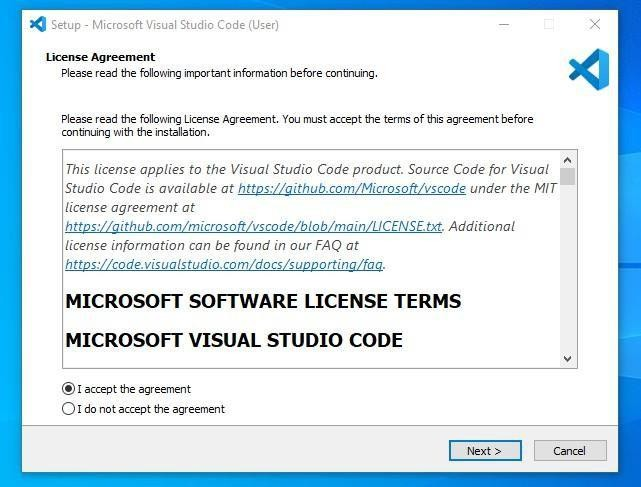 Setup - Microsoft Visual Studio Code (User)
License Agreement
Please read the following important information before continuing.
Please read the following License Agreement. You must accept the terms of this agreement before
continuing with the installation.
This license applies to the Visual Studio Code product. Source Code for Visual
Studio Code is available at https://github.com/Microsoft/vscode under the MIT
license agreement at
https://github.com/microsoft/vscode/blob/main/LICENSE.txt. Additional
license information can be found in our FAQ at
https://code.visualstudio.com/docs/supporting/faq.
MICROSOFT SOFTWARE LICENSE TERMS
MICROSOFT VISUAL STUDIO CODE
I accept the agreement
I do not accept the agreement
Next >
Cancel